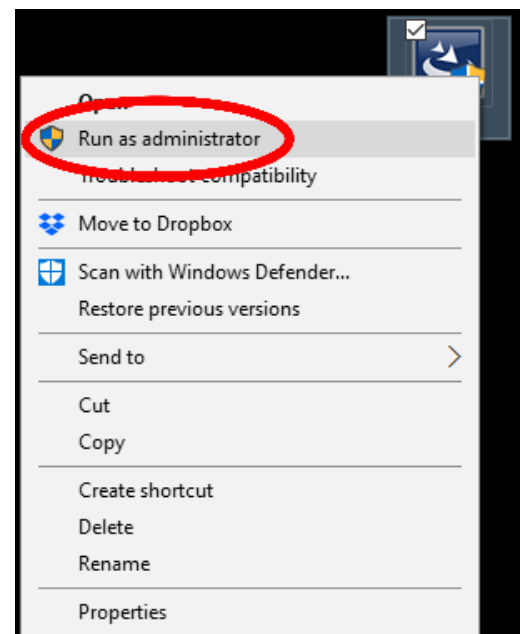 Open
Run as administrator
Troubleshoot compatibility
Move to Dropbox
Scan with Windows Defender...
Restore previous versions
Send to
Cut
Copy
Create shortcut
Delete
Rename
Properties